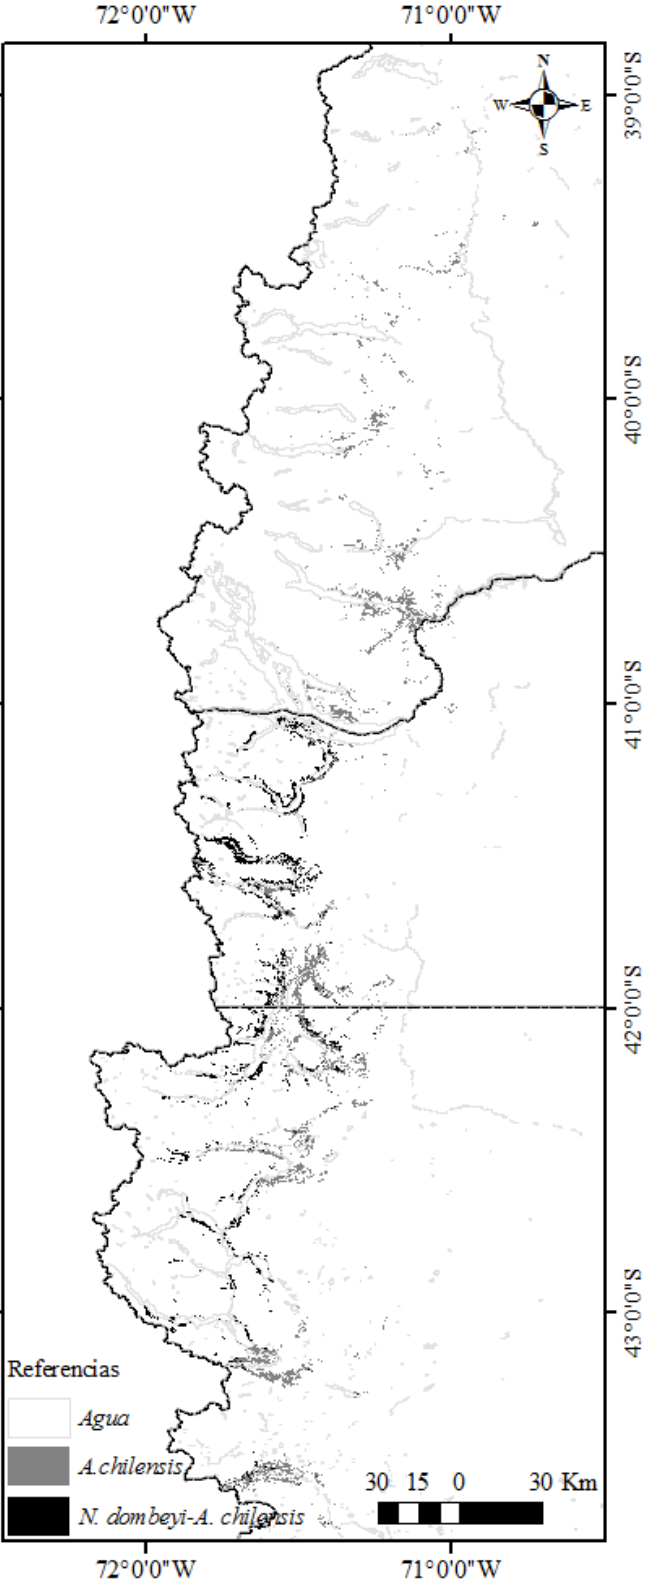 72°0'0"W 71°0'0"W
N
W E
S
39°0'0"S
40°0'0"S
41°0'0"S
42°0'0"S
43°0'0"S
Referencias
Agua
A.chilensis
N. dombeyi-A. chilensis
30 15 0 30 Km
72°0'0"W 71°0'0"W